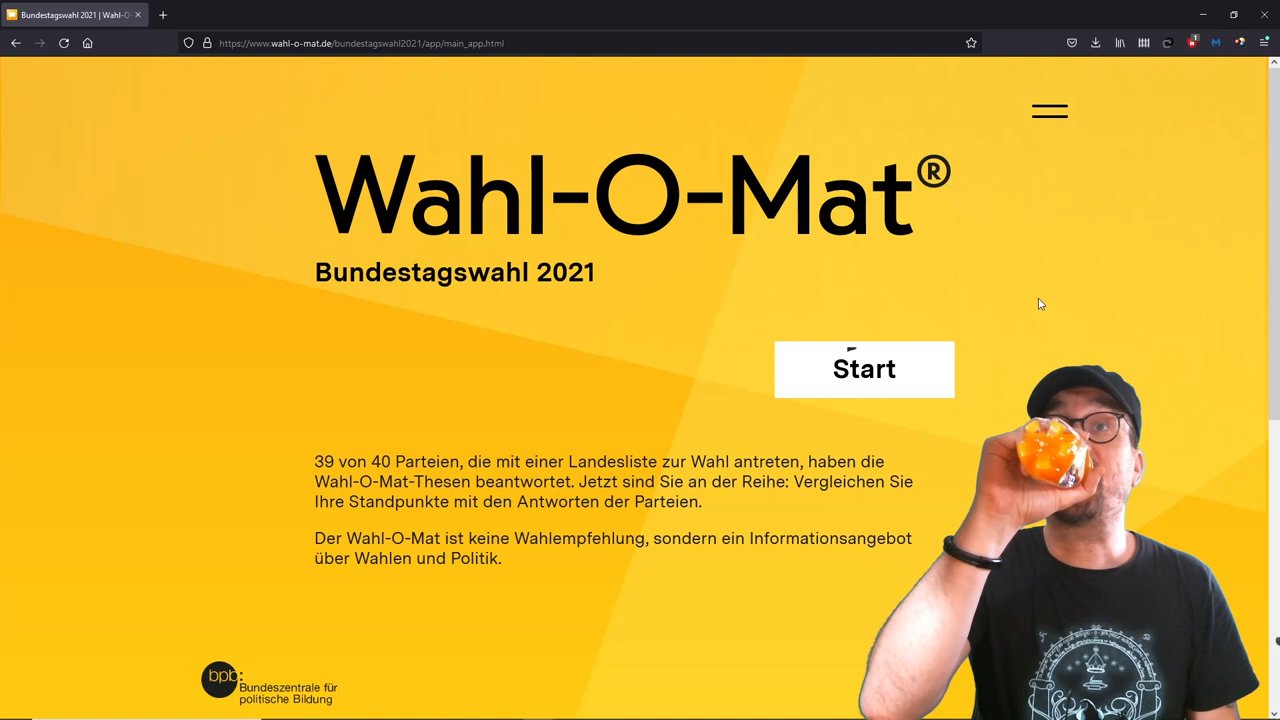 Bundestagswahl 2021 | Wahl-O
https://www.wahl-o-mat.de/bundestagswahl2021/app/main_app.html
1
Wahl-O-Mat®
Bundestagswahl 2021
Start
39 von 40 Parteien, die mit einer Landesliste zur Wahl antreten, haben die
Wahl-O-Mat-Thesen beantwortet. Jetzt sind Sie an der Reihe: Vergleichen Sie
Ihre Standpunkte mit den Antworten der Parteien.
Der Wahl-O-Mat ist keine Wahlempfehlung, sondern ein Informationsangebot
über Wahlen und Politik.
bpb:
Bundeszentrale für
politische Bildung